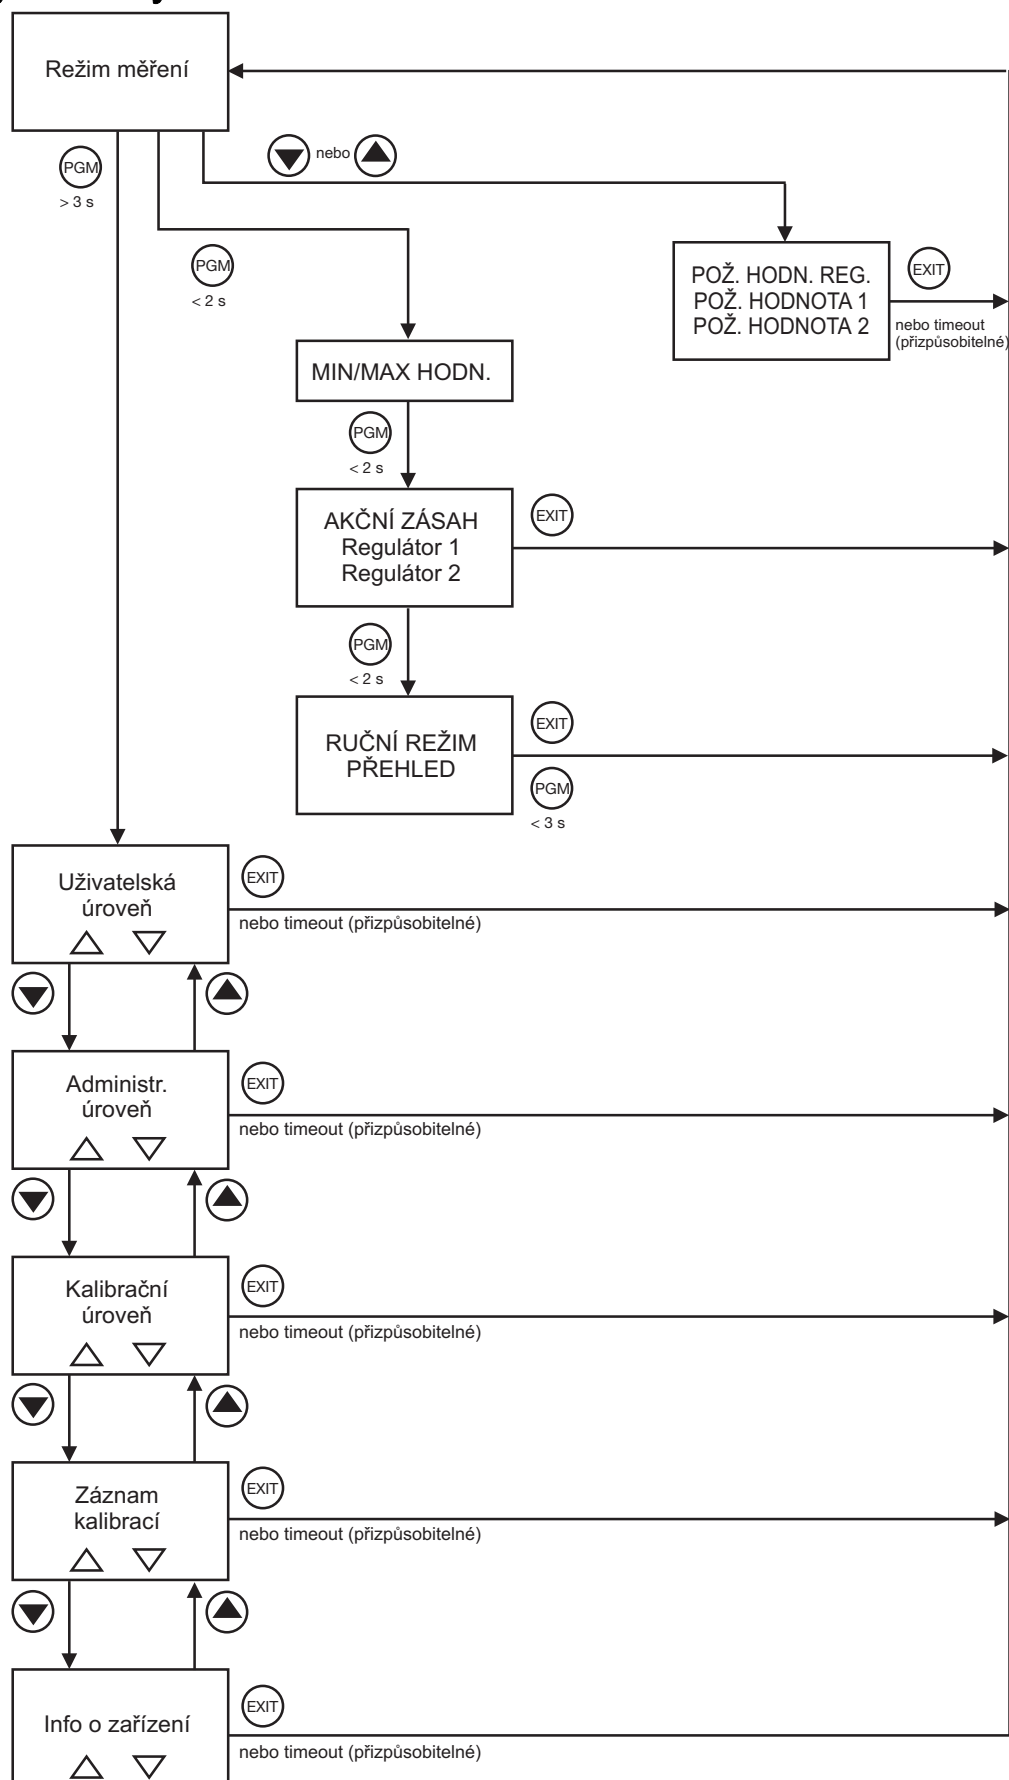 Režim měření
nebo
PGM
> 3 s
PGM
< 2 s
POŽ. HODN. REG.
POŽ. HODNOTA 1
POŽ. HODNOTA 2
EXIT
nebo timeout
(přizpůsobitelné)
MIN/MAX HODN.
PGM
< 2 s
AKČNÍ ZÁSAH
Regulátor 1
Regulátor 2
EXIT
PGM
< 2 s
RUČNÍ REŽIM
PŘEHLED
EXIT
PGM
< 3 s
Uživatelská
úroveň
EXIT
nebo timeout (přizpůsobitelné)
Administr.
úroveň
EXIT
nebo timeout (přizpůsobitelné)
Kalibrační
úroveň
EXIT
nebo timeout (přizpůsobitelné)
Záznam
kalibrací
EXIT
nebo timeout (přizpůsobitelné)
Info o zařízení
EXIT
nebo timeout (přizpůsobitelné)